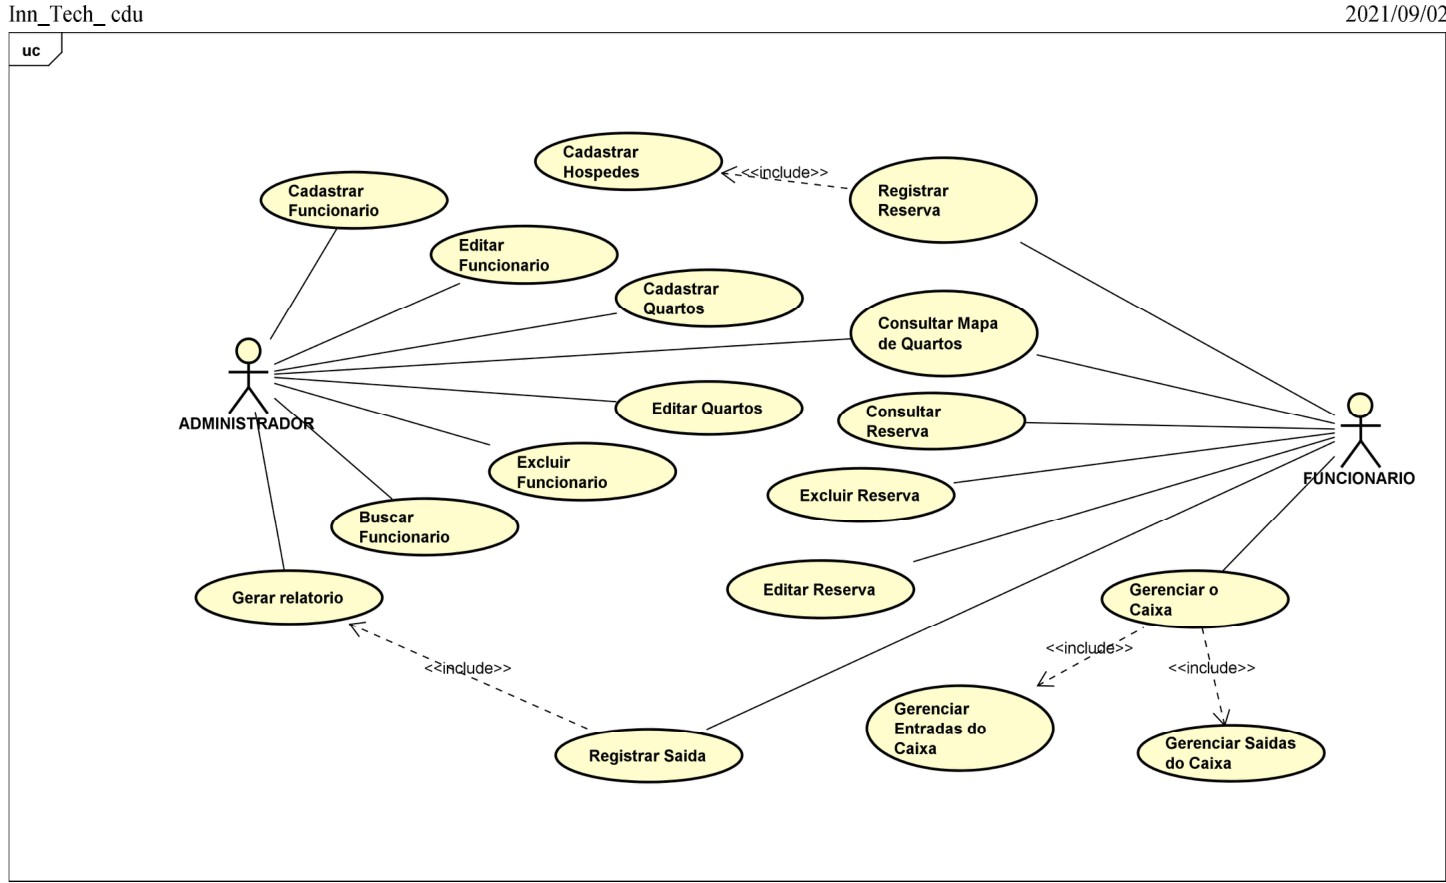 Inn_Tech_ cdu
2021/09/02
uc
Cadastrar
Hospedes
<<include>>
Registrar
Reserva
Cadastrar
Funcionario
Editar
Funcionario
Cadastrar
Quartos
Consultar Mapa
de Quartos
ADMINISTRADOR
Editar Quartos
Consultar
Reserva
FUNCIONARIO
Excluir
Funcionario
Excluir Reserva
Buscar
Funcionario
Gerar relatorio
Editar Reserva
Gerenciar o
Caixa
<<include>>
<<include>>
<<include>>
Gerenciar
Entradas do
Caixa
Registrar Saida
Gerenciar Saidas
do Caixa